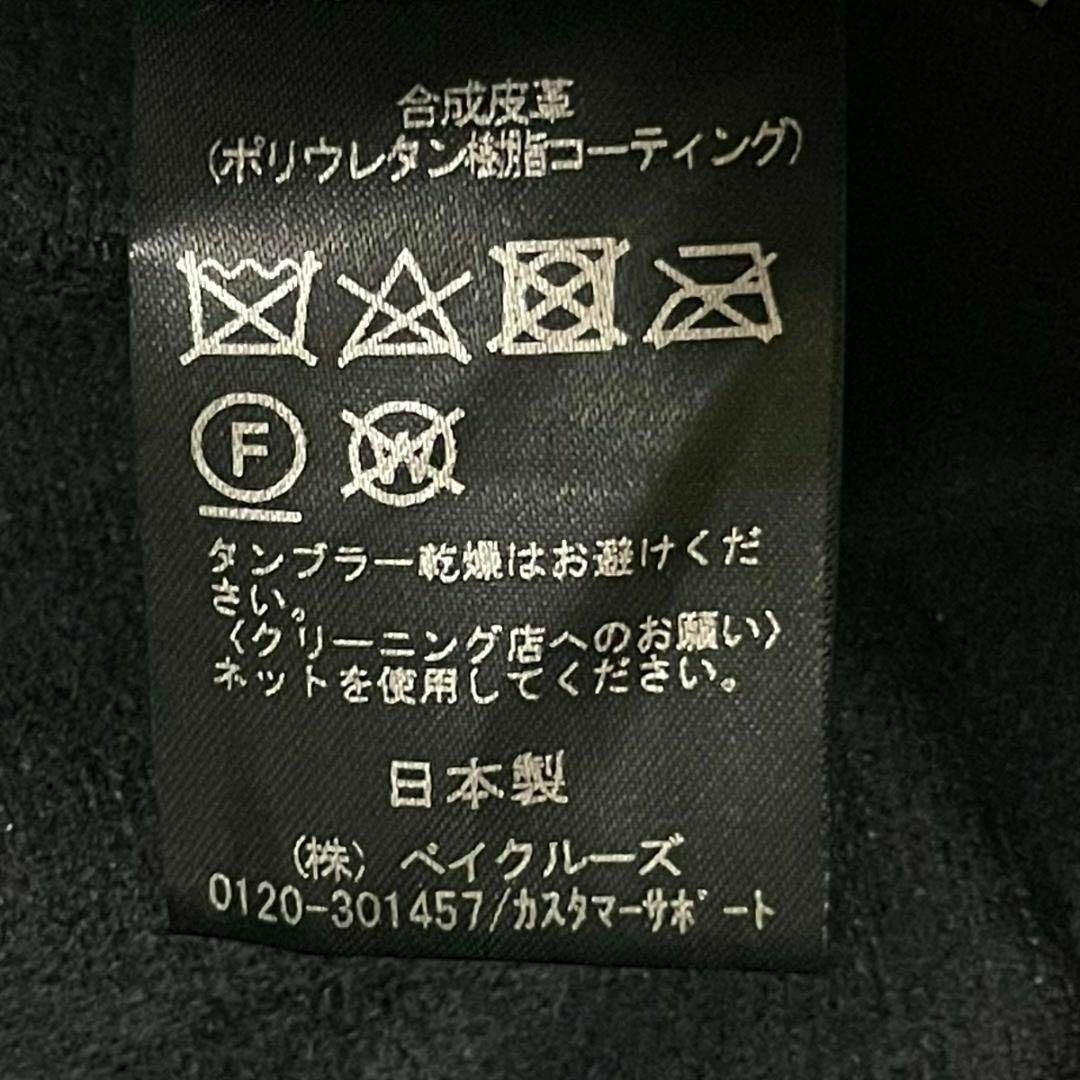 合成皮革
(ポリウレタン樹脂コーティング)
F
W
タンブラー乾燥はお避けくだ
さい。
〈クリーニング店へのお願い〉
ネットを使用してください。
日本製
(株) ベイクルーズ
0120-301457/カスタマーサポート